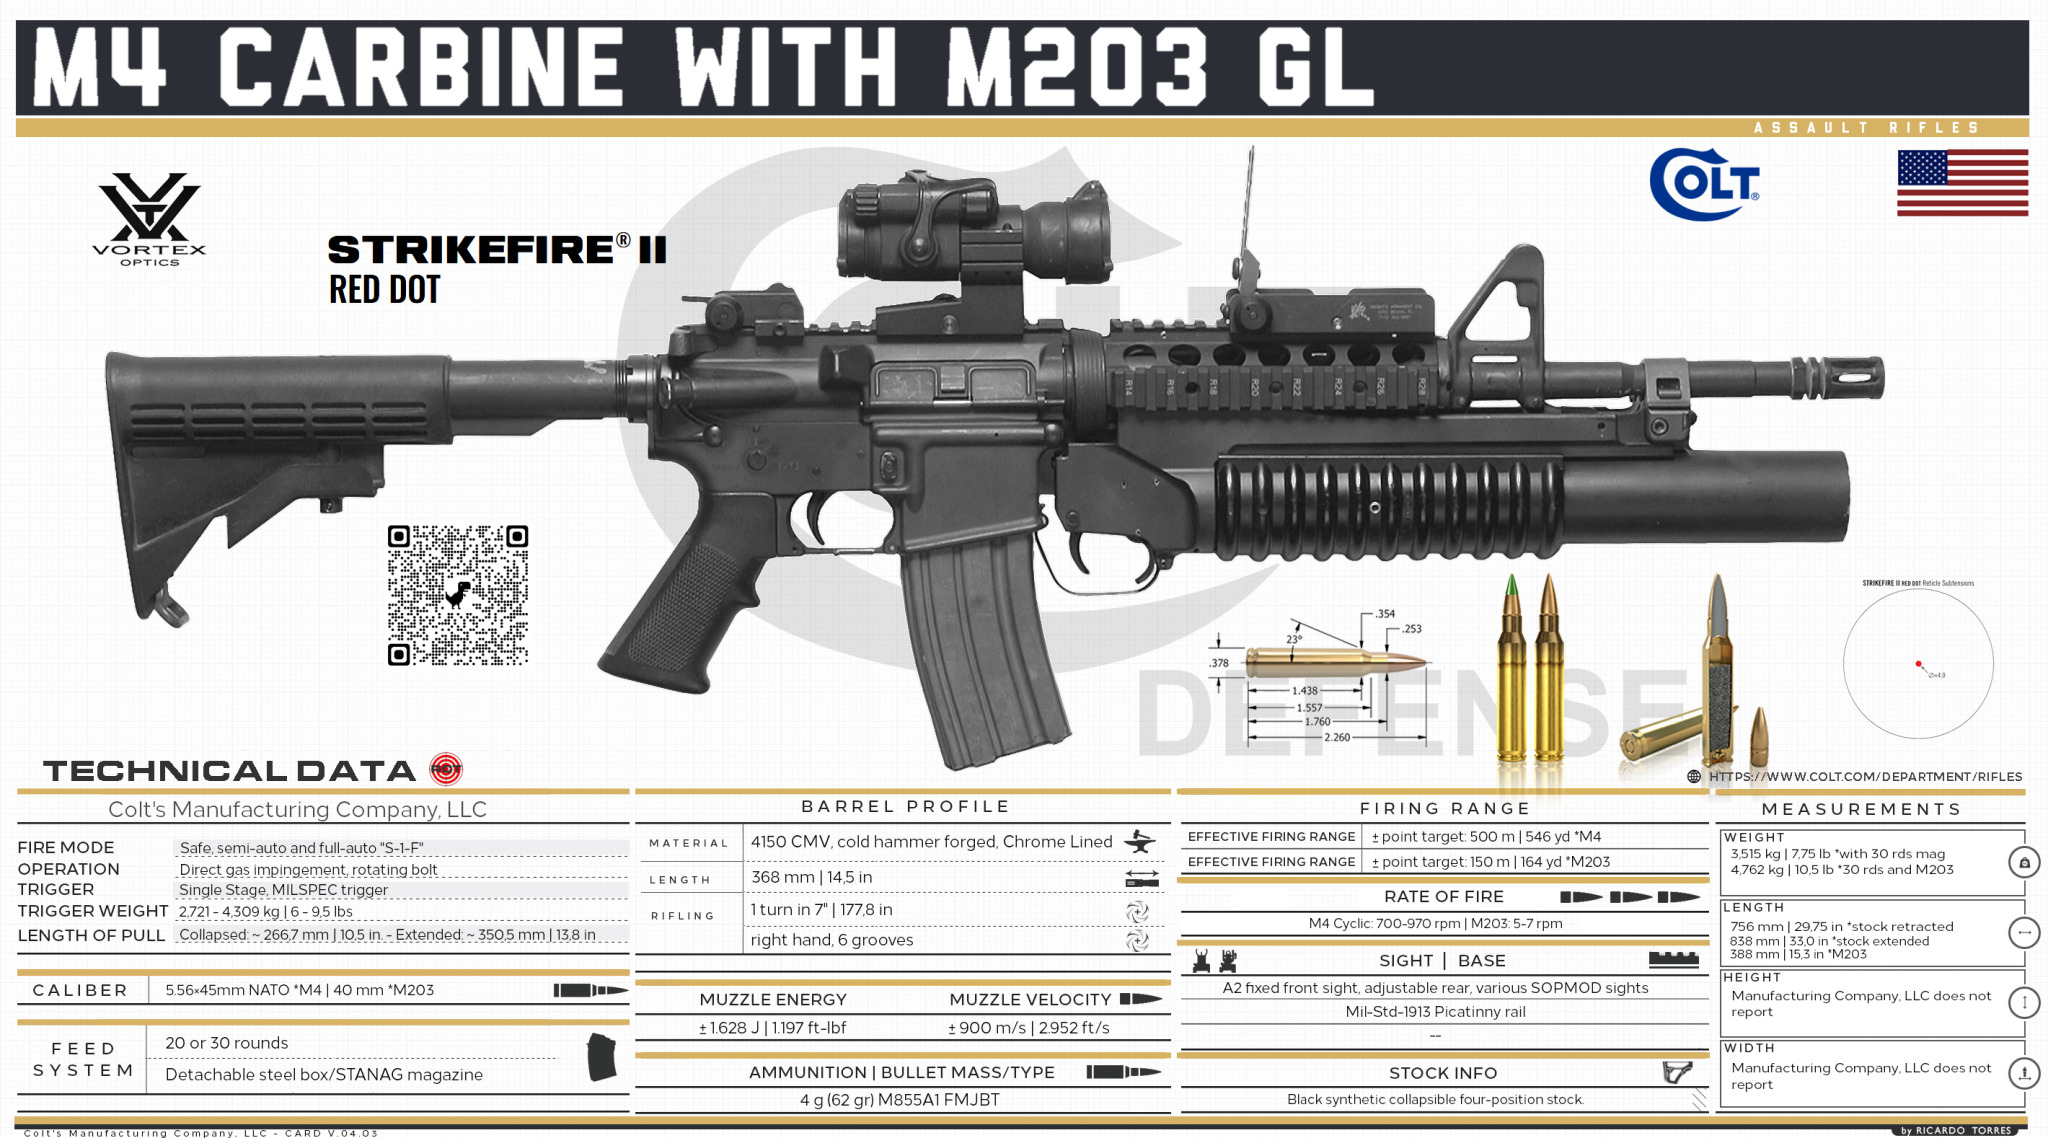 M4 CARBINE WITH M203 GL
ASSAULT RIFLES
VORTEX
OPTICS
STRIKEFIRE® II
RED DOT
COLT®
DEFENSE
R14 R16 R18 R20 R22 R24 R26 R28
.354
.253
23°
.378
1.438
1.557
1.760
2.260
STRIKEFIRE II RED DOT Reticle Subtensions
HTTPS://WWW.COLT.COM/DEPARTMENT/RIFLES
TECHNICAL DATA
Colt's Manufacturing Company, LLC
FIRE MODE Safe, semi-auto and full-auto "S-1-F"
OPERATION Direct gas impingement, rotating bolt
TRIGGER Single Stage, MILSPEC trigger
TRIGGER WEIGHT 2,721 - 4,309 kg | 6 - 9,5 lbs
LENGTH OF PULL Collapsed: ~ 266,7 mm | 10,5 in. - Extended: ~ 350,5 mm | 13,8 in
CALIBER 5.56×45mm NATO *M4 | 40 mm *M203
FEED SYSTEM
20 or 30 rounds
Detachable steel box/STANAG magazine
BARREL PROFILE
MATERIAL 4150 CMV, cold hammer forged, Chrome Lined
LENGTH 368 mm | 14,5 in
RIFLING 1 turn in 7" | 177,8 in
right hand, 6 grooves
MUZZLE ENERGY MUZZLE VELOCITY
± 1.628 J | 1.197 ft-lbf ± 900 m/s | 2.952 ft/s
AMMUNITION | BULLET MASS/TYPE
4 g (62 gr) M855A1 FMJBT
FIRING RANGE
EFFECTIVE FIRING RANGE ± point target: 500 m | 546 yd *M4
EFFECTIVE FIRING RANGE ± point target: 150 m | 164 yd *M203
RATE OF FIRE
M4 Cyclic: 700-970 rpm | M203: 5-7 rpm
SIGHT | BASE
A2 fixed front sight, adjustable rear, various SOPMOD sights
Mil-Std-1913 Picatinny rail
--
STOCK INFO
Black synthetic collapsible four-position stock.
MEASUREMENTS
WEIGHT
3,515 kg | 7,75 lb *with 30 rds mag
4,762 kg | 10,5 lb *30 rds and M203
LENGTH
756 mm | 29,75 in *stock retracted
838 mm | 33,0 in *stock extended
388 mm | 15,3 in *M203
HEIGHT
Manufacturing Company, LLC does not
report
WIDTH
Manufacturing Company, LLC does not
report
Colt's Manufacturing Company, LLC - CARD V.04.03
by RICARDO TORRES